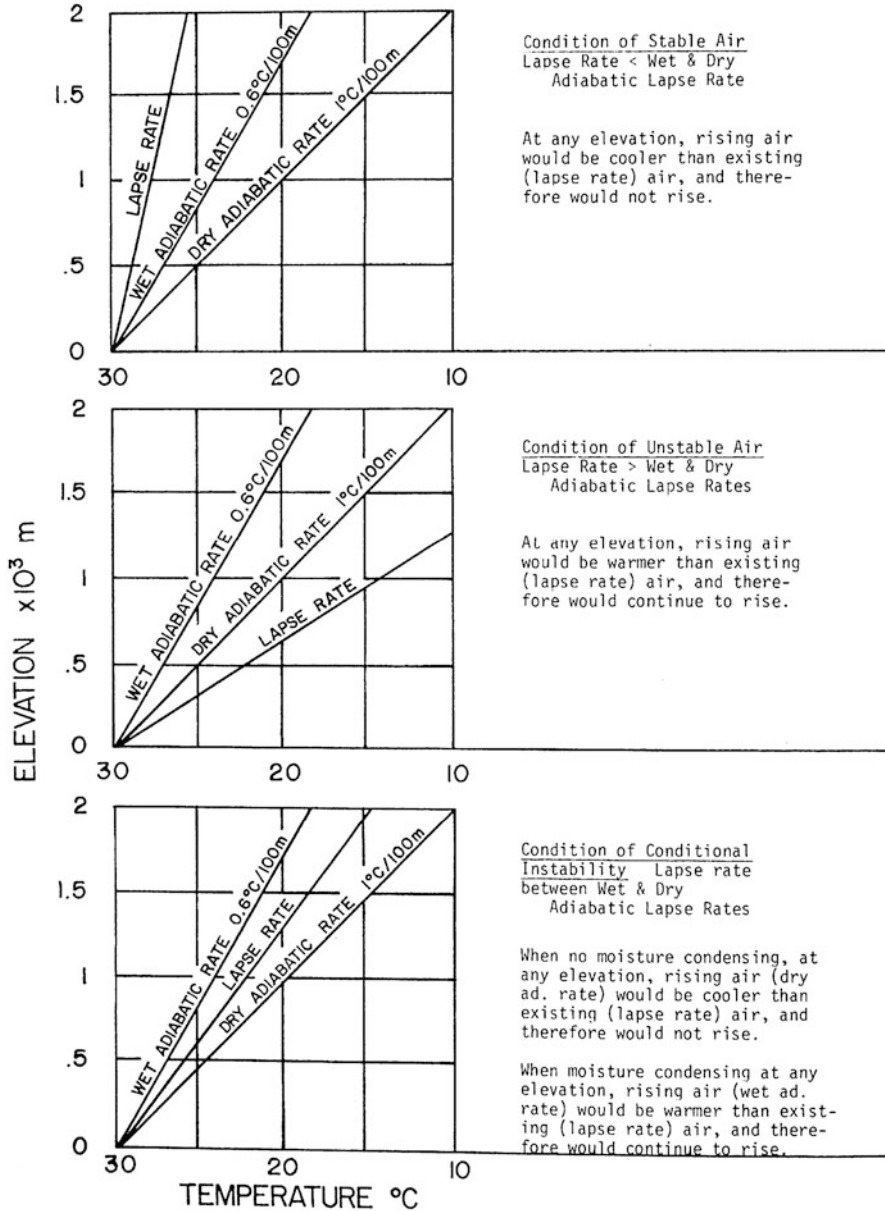 2
1.5
1
.5
0
30
20
10
LAPSE RATE
WET ADIABATIC RATE 0.6°C/100m
DRY ADIABATIC RATE 1°C/100m
Condition of Stable Air
Lapse Rate < Wet & Dry
Adiabatic Lapse Rate
At any elevation, rising air
would be cooler than existing
(lapse rate) air, and there-
fore would not rise.
ELEVATION x10³ m
2
1.5
1
.5
0
30
20
10
WET ADIABATIC RATE 0.6°C/100m
DRY ADIABATIC RATE 1°C/100m
LAPSE RATE
Condition of Unstable Air
Lapse Rate > Wet & Dry
Adiabatic Lapse Rates
At any elevation, rising air
would be warmer than existing
(lapse rate) air, and there-
fore would continue to rise.
2
1.5
1
.5
0
30
20
10
WET ADIABATIC RATE 0.6°C/100m
LAPSE RATE
DRY ADIABATIC RATE 1°C/100m
TEMPERATURE °C
Condition of Conditional
Instability Lapse rate
between Wet & Dry
Adiabatic Lapse Rates
When no moisture condensing, at
any elevation, rising air (dry
ad. rate) would be cooler than
existing (lapse rate) air, and
therefore would not rise.
When moisture condensing at any
elevation, rising air (wet ad.
rate) would be warmer than exist-
ing (lapse rate) air, and there-
fore would continue to rise.